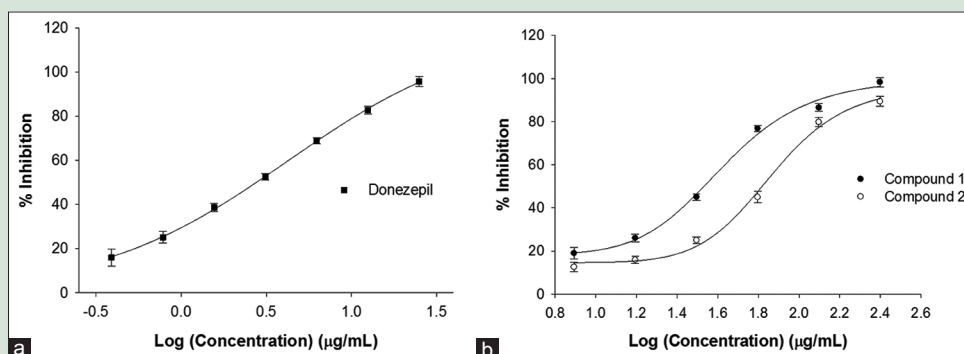 120
100
80
60
40
20
0
% Inhibition
Donezepil
-0.5 0.0 0.5 1.0 1.5
Log (Concentration) (μg/mL)
a
120
100
80
60
40
20
0
% Inhibition
Compound 1
Compound 2
0.8 1.0 1.2 1.4 1.6 1.8 2.0 2.2 2.4 2.6
Log (Concentration) (μg/mL)
b